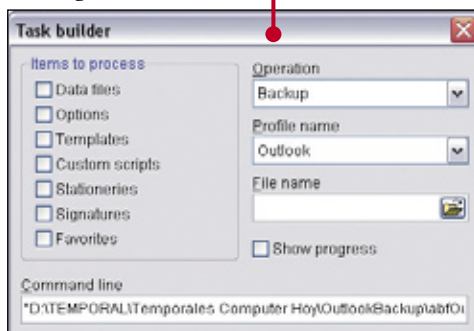 Task builder
Items to process
Data files
Options
Templates
Custom scripts
Stationeries
Signatures
Favorites
Operation
Backup
Profile name
Outlook
File name
Show progress
Command line
"D:\TEMPORAL\Temporales Computer Hoy\OutlookBackup\abfOu